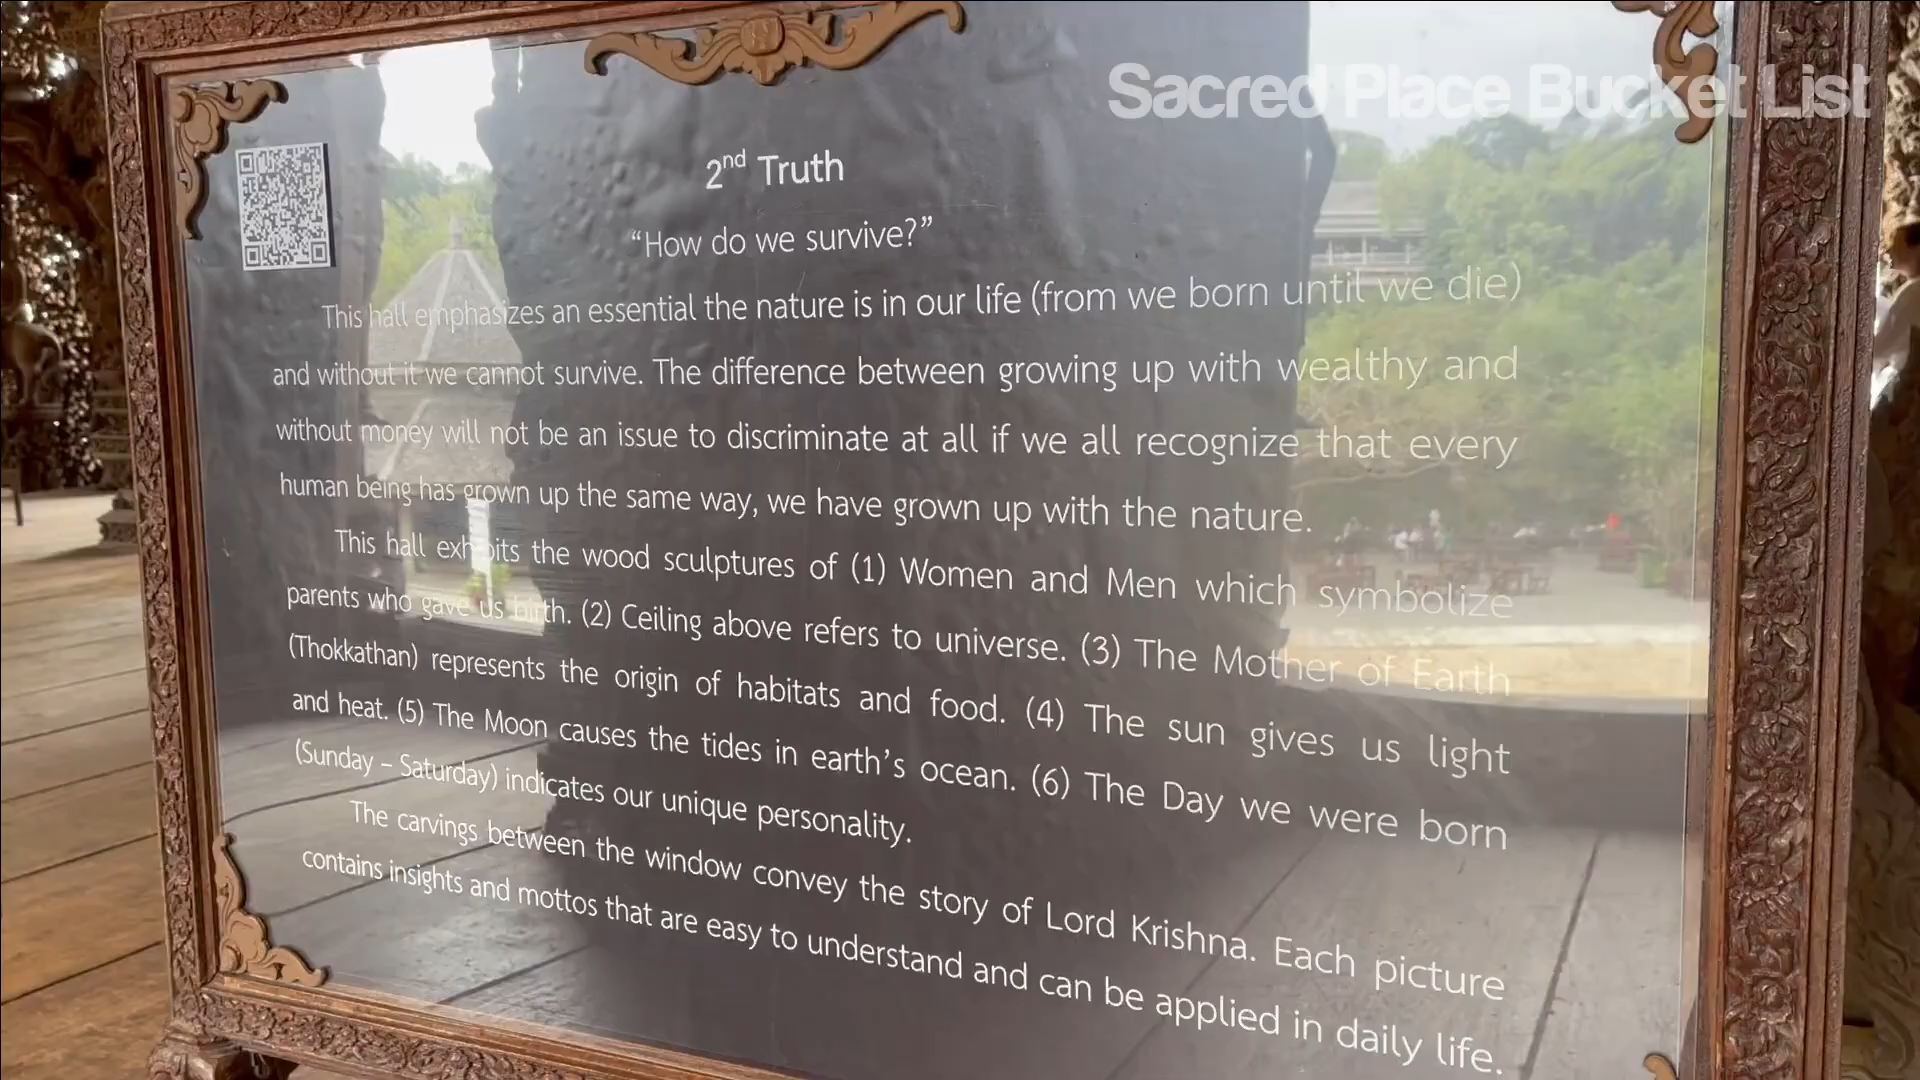 Sacred Place Bucket List
2nd Truth
“How do we survive?”
This hall emphasizes an essential the nature is in our life (from we born until we die)
and without it we cannot survive. The difference between growing up with wealthy and
without money will not be an issue to discriminate at all if we all recognize that every
human being has grown up the same way, we have grown up with the nature.
This hall exhibits the wood sculptures of (1) Women and Men which symbolize
parents who gave us birth. (2) Ceiling above refers to universe. (3) The Mother of Earth
(Thokkathan) represents the origin of habitats and food. (4) The sun gives us light
and heat. (5) The Moon causes the tides in earth’s ocean. (6) The Day we were born
(Sunday – Saturday) indicates our unique personality.
The carvings between the window convey the story of Lord Krishna. Each picture
contains insights and mottos that are easy to understand and can be applied in daily life.